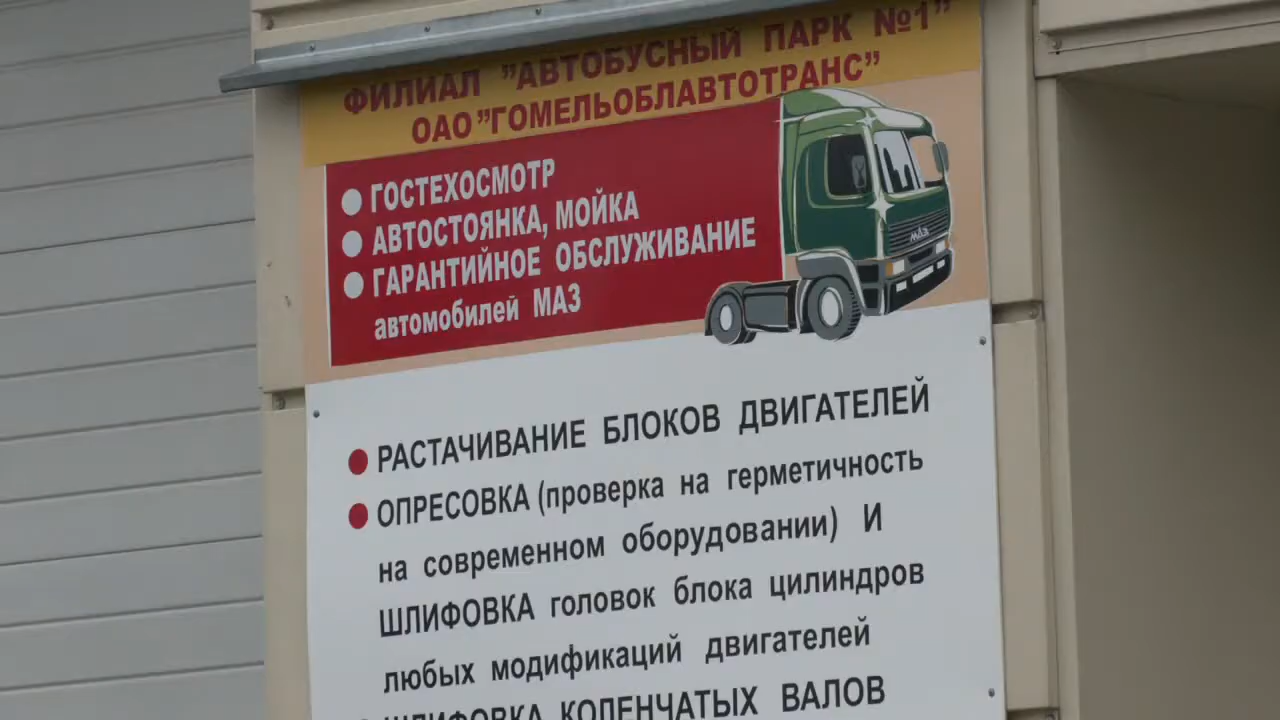 ФИЛИАЛ "АВТОБУСНЫЙ ПАРК №1"
ОАО "ГОМЕЛЬОБЛАВТОТРАНС"
ГОСТЕХОСМОТР
АВТОСТОЯНКА, МОЙКА
ГАРАНТИЙНОЕ ОБСЛУЖИВАНИЕ
автомобилей МАЗ
МАЗ
РАСТАЧИВАНИЕ БЛОКОВ ДВИГАТЕЛЕЙ
ОПРЕСОВКА (проверка на герметичность
на современном оборудовании) И
ШЛИФОВКА головок блока цилиндров
любых модификаций двигателей
ШЛИФОВКА КОЛЕНЧАТЫХ ВАЛОВ